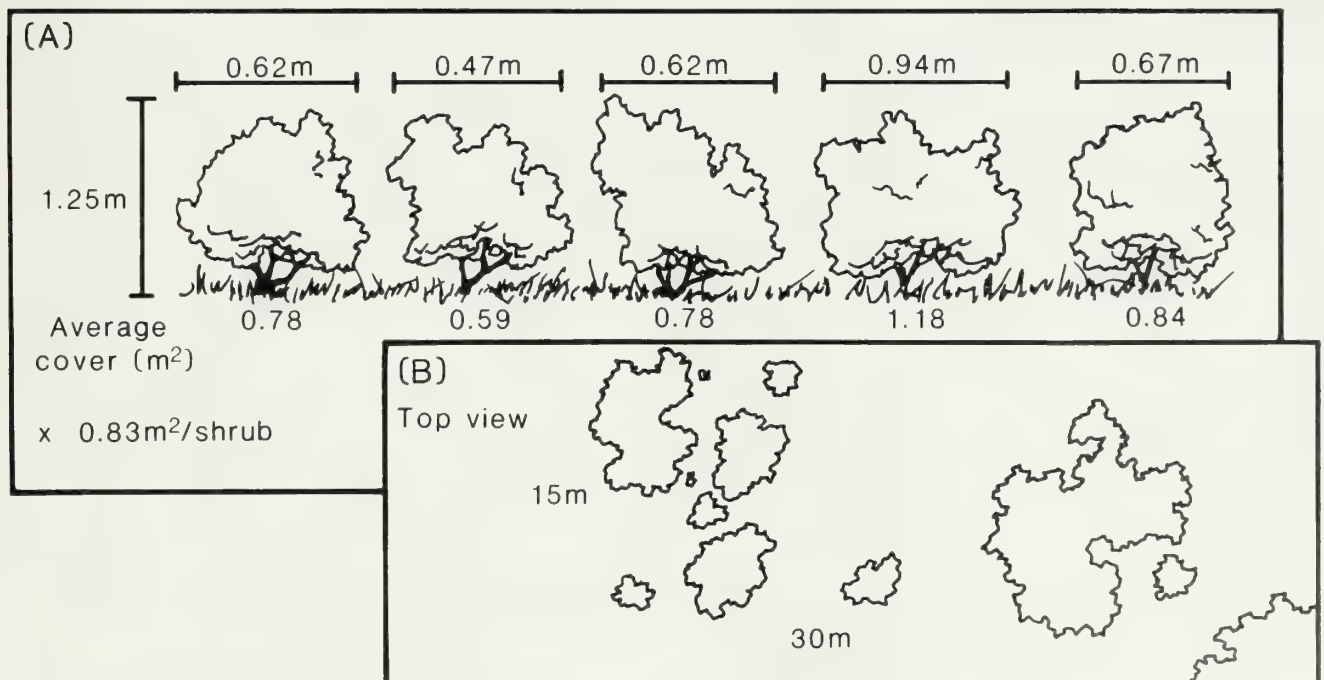 (A)
0.62m 0.47m 0.62m 0.94m 0.67m
1.25m
Average 0.78 0.59 0.78 1.18 0.84
cover (m²)
x 0.83m²/shrub
(B)
Top view
15m
30m